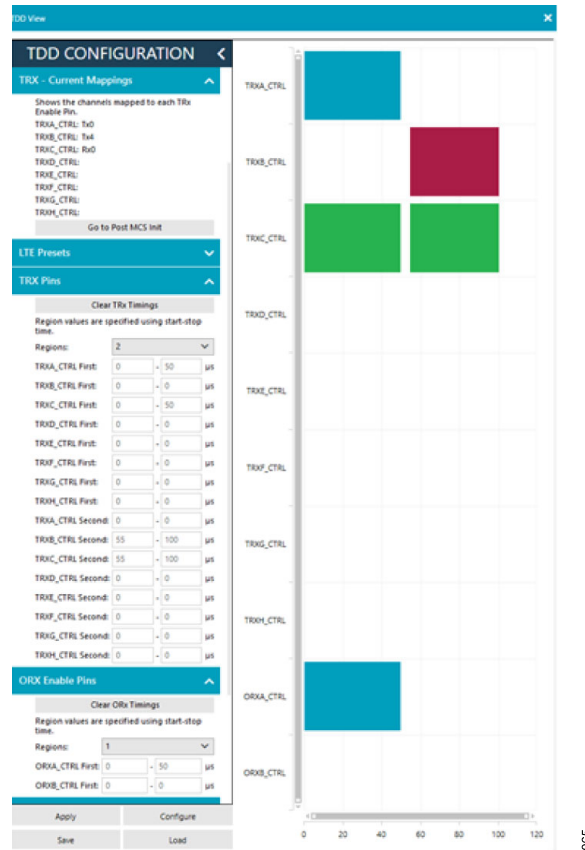 TDD View
TDD CONFIGURATION
TRX - Current Mappings
Shows the channels mapped to each TRx
Enable Pin.
TRXA_CTRL: Tx0
TRXB_CTRL: Tx4
TRXC_CTRL: Rx0
TRXD_CTRL:
TRXE_CTRL:
TRXF_CTRL:
TRXG_CTRL:
TRXH_CTRL:
Go to Post MCS Init
LTE Presets
TRX Pins
Clear TRx Timings
Region values are specified using start-stop
time.
Regions: 2
TRXA_CTRL First: 0 - 50 µs
TRXB_CTRL First: 0 - 0 µs
TRXC_CTRL First: 0 - 50 µs
TRXD_CTRL First: 0 - 0 µs
TRXE_CTRL First: 0 - 0 µs
TRXF_CTRL First: 0 - 0 µs
TRXG_CTRL First: 0 - 0 µs
TRXH_CTRL First: 0 - 0 µs
TRXA_CTRL Second: 0 - 0 µs
TRXB_CTRL Second: 55 - 100 µs
TRXC_CTRL Second: 55 - 100 µs
TRXD_CTRL Second: 0 - 0 µs
TRXE_CTRL Second: 0 - 0 µs
TRXF_CTRL Second: 0 - 0 µs
TRXG_CTRL Second: 0 - 0 µs
TRXH_CTRL Second: 0 - 0 µs
ORX Enable Pins
Clear ORx Timings
Region values are specified using start-stop
time.
Regions: 1
ORXA_CTRL First: 0 - 50 µs
ORXB_CTRL First: 0 - 0 µs
Apply Configure
Save Load
TRXA_CTRL
TRXB_CTRL
TRXC_CTRL
TRXD_CTRL
TRXE_CTRL
TRXF_CTRL
TRXG_CTRL
TRXH_CTRL
ORXA_CTRL
ORXB_CTRL
0 20 40 60 80 100 120